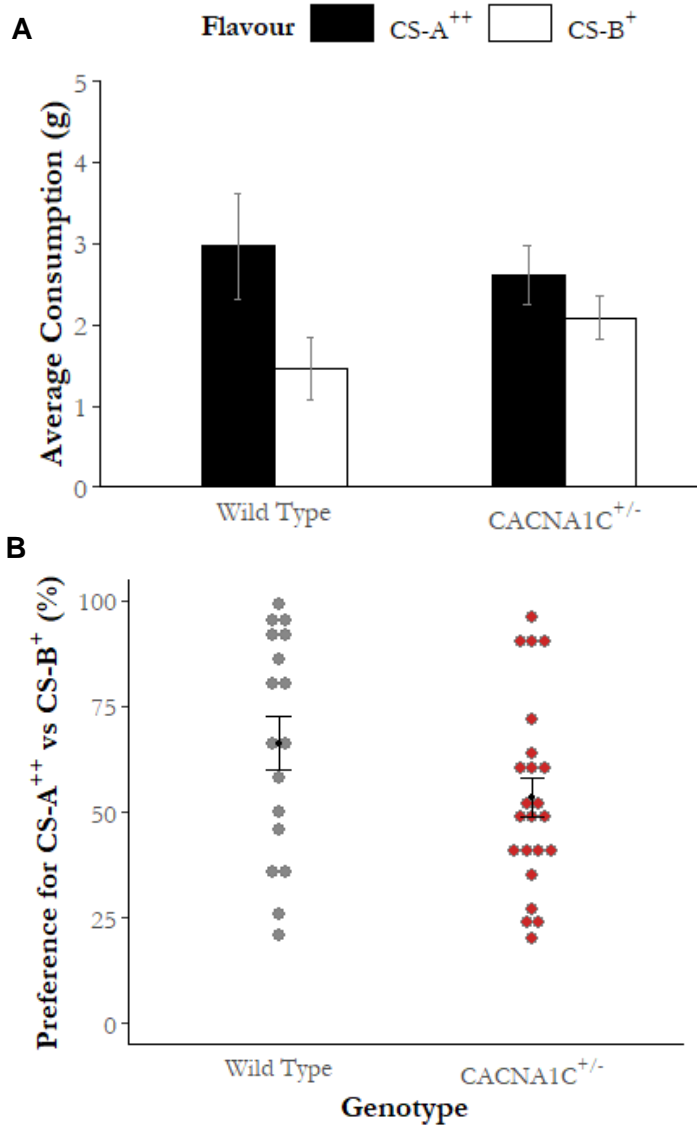 A
Flavour CS-A++ CS-B+
Average Consumption (g)
5
4
3
2
1
0
Wild Type CACNA1C+/-
B
Preference for CS-A++ vs CS-B+ (%)
100
75
50
25
0
Wild Type CACNA1C+/-
Genotype